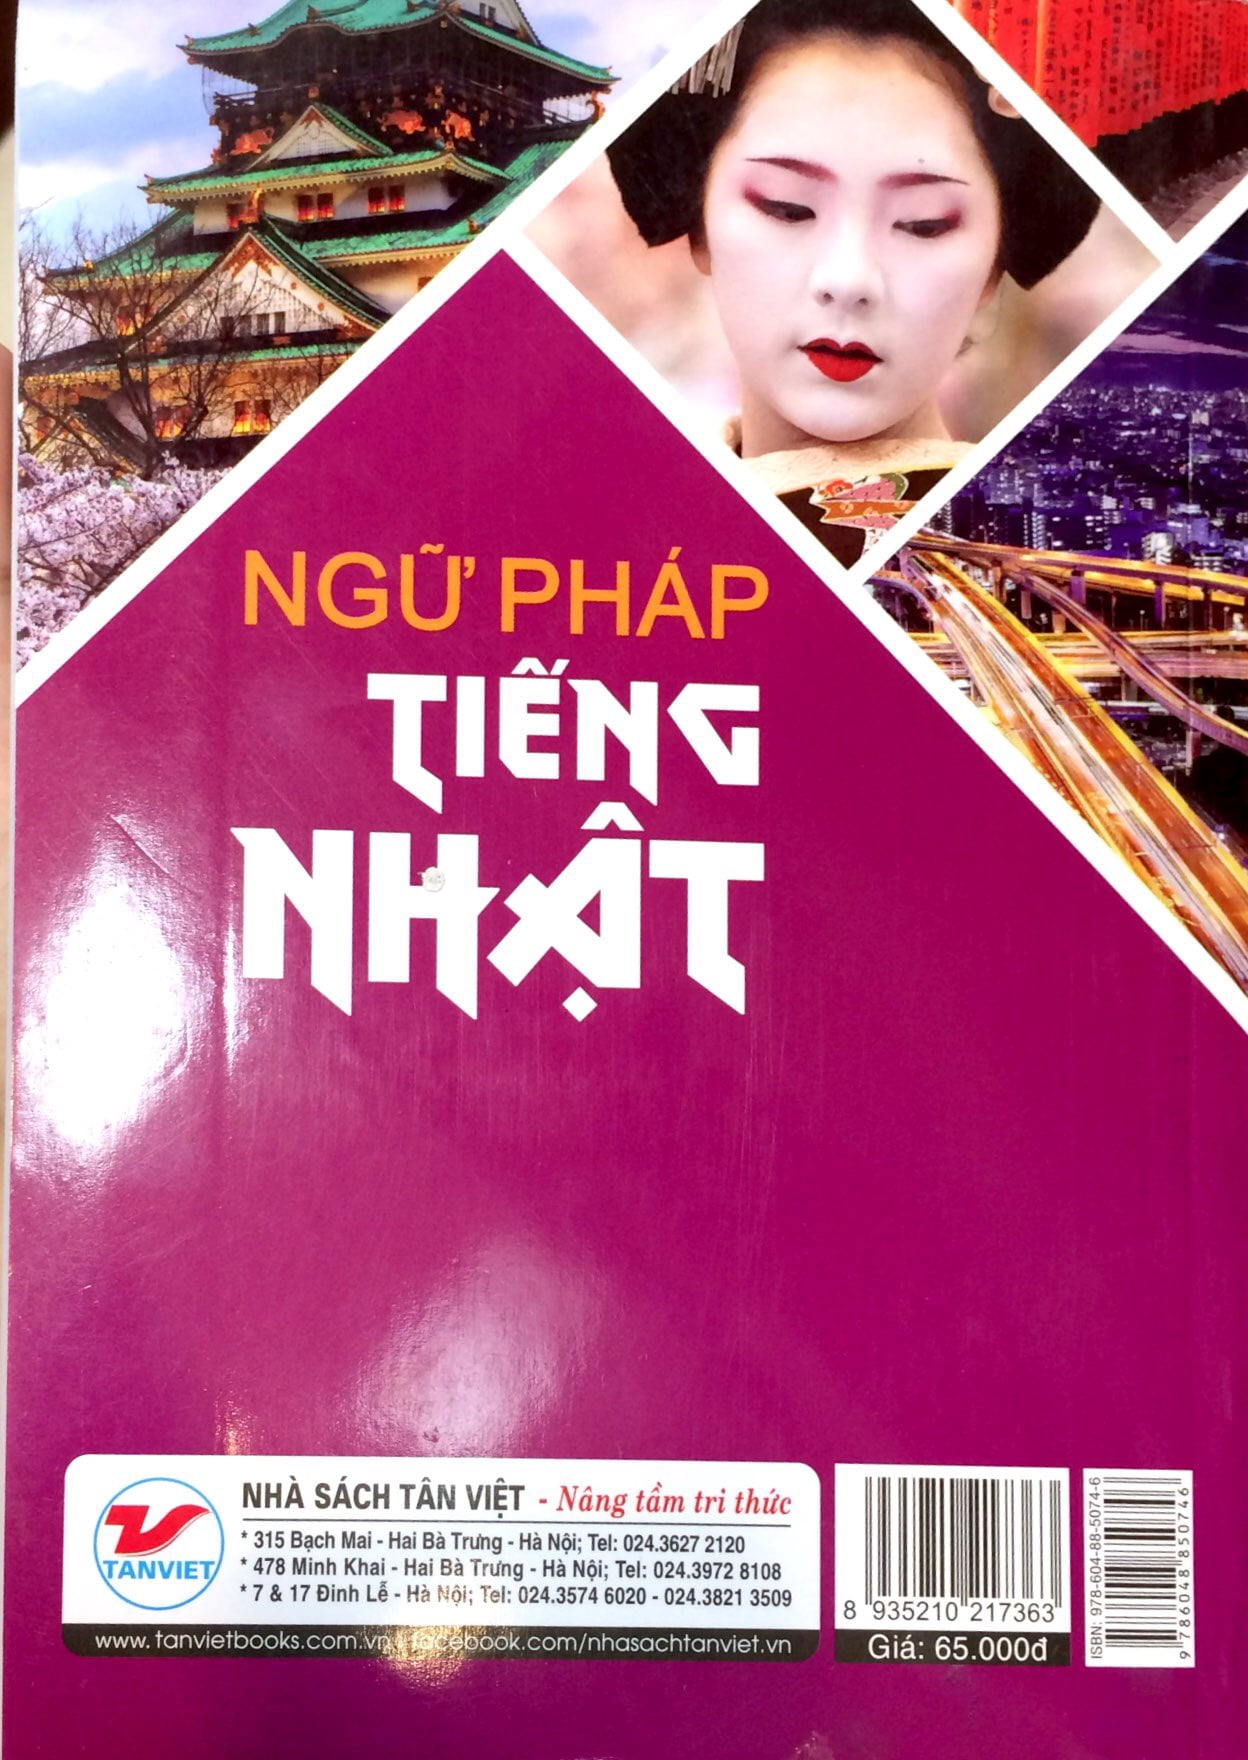 NGỮ PHÁP
TIẾNG
NHẬT
TANVIET
NHÀ SÁCH TÂN VIỆT - Nâng tầm tri thức
* 315 Bạch Mai - Hai Bà Trưng - Hà Nội; Tel: 024.3627 2120
* 478 Minh Khai - Hai Bà Trưng - Hà Nội; Tel: 024.3972 8108
* 7 & 17 Đinh Lễ - Hà Nội; Tel: 024.3574 6020 - 024.3821 3509
www.tanvietbooks.com.vn facebook.com/nhasachtanviet.vn
8 935210 217363
Giá: 65.000đ
ISBN: 978-604-88-5074-6
9 786048 850746